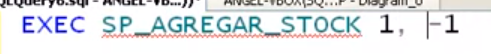 EXEC SP_AGREGAR_STOCK 1, -1